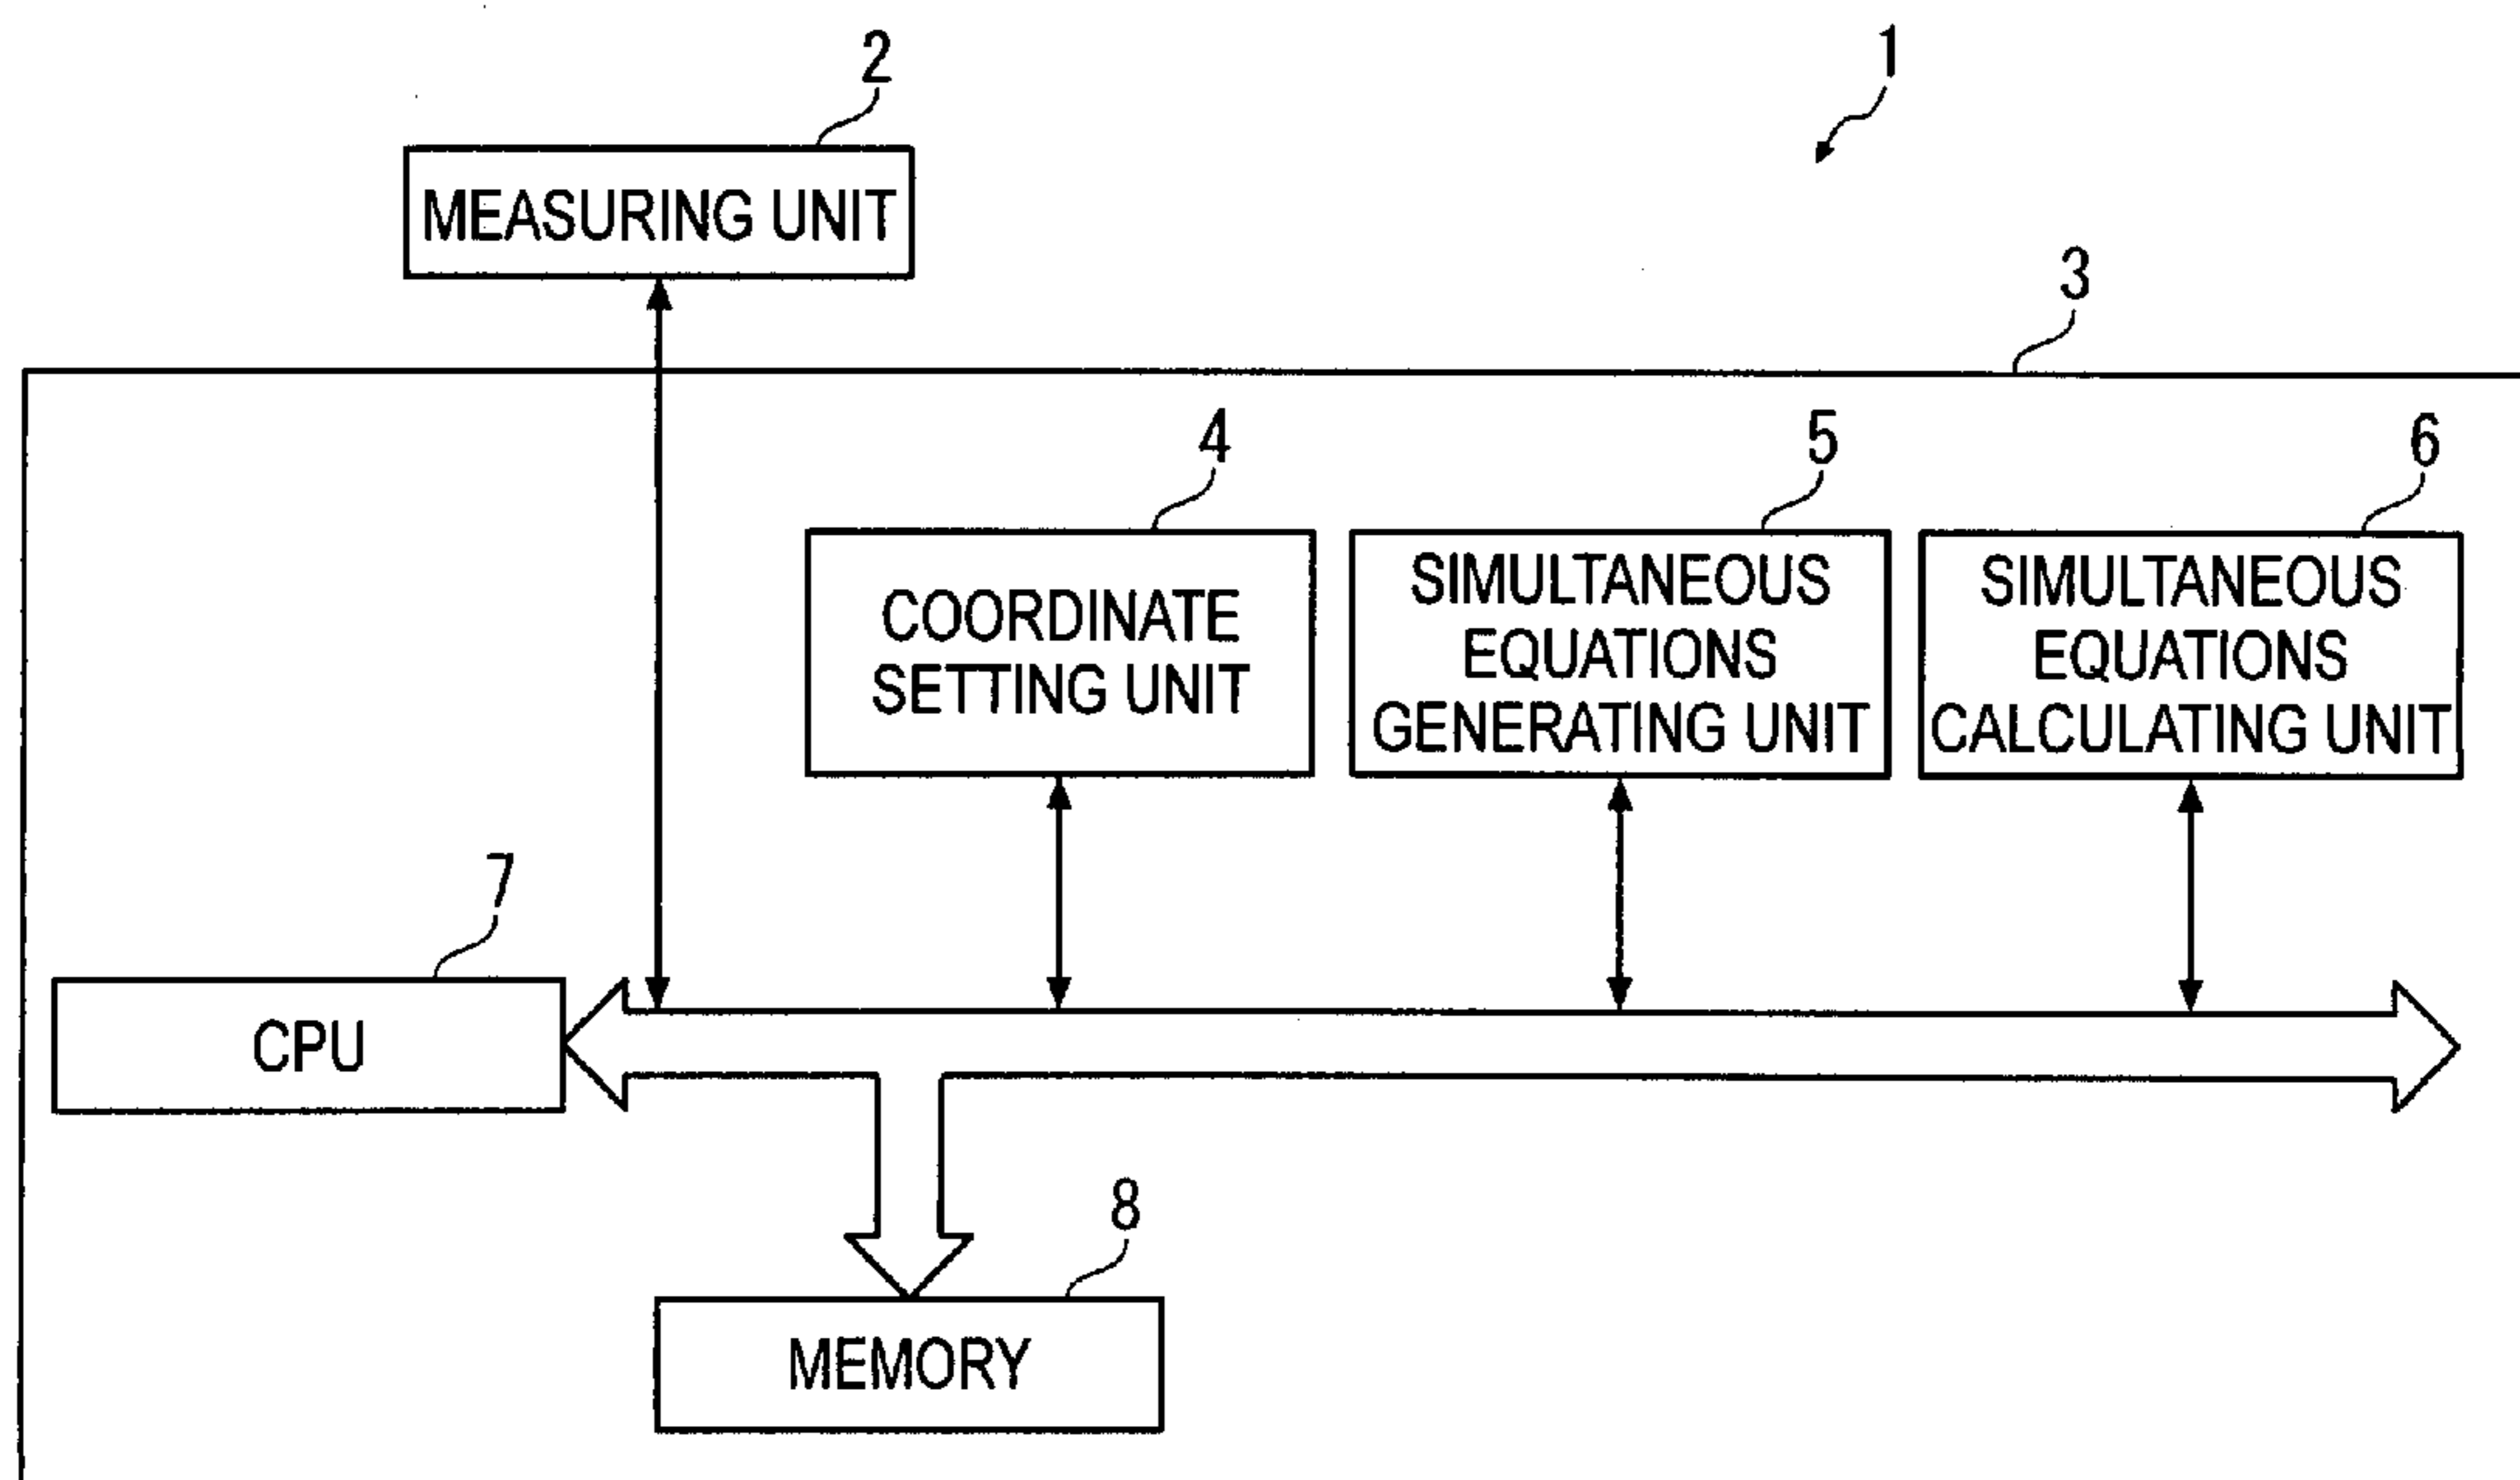 1
2
MEASURING UNIT
3
4
COORDINATE
SETTING UNIT
5
SIMULTANEOUS
EQUATIONS
GENERATING UNIT
6
SIMULTANEOUS
EQUATIONS
CALCULATING UNIT
7
CPU
8
MEMORY